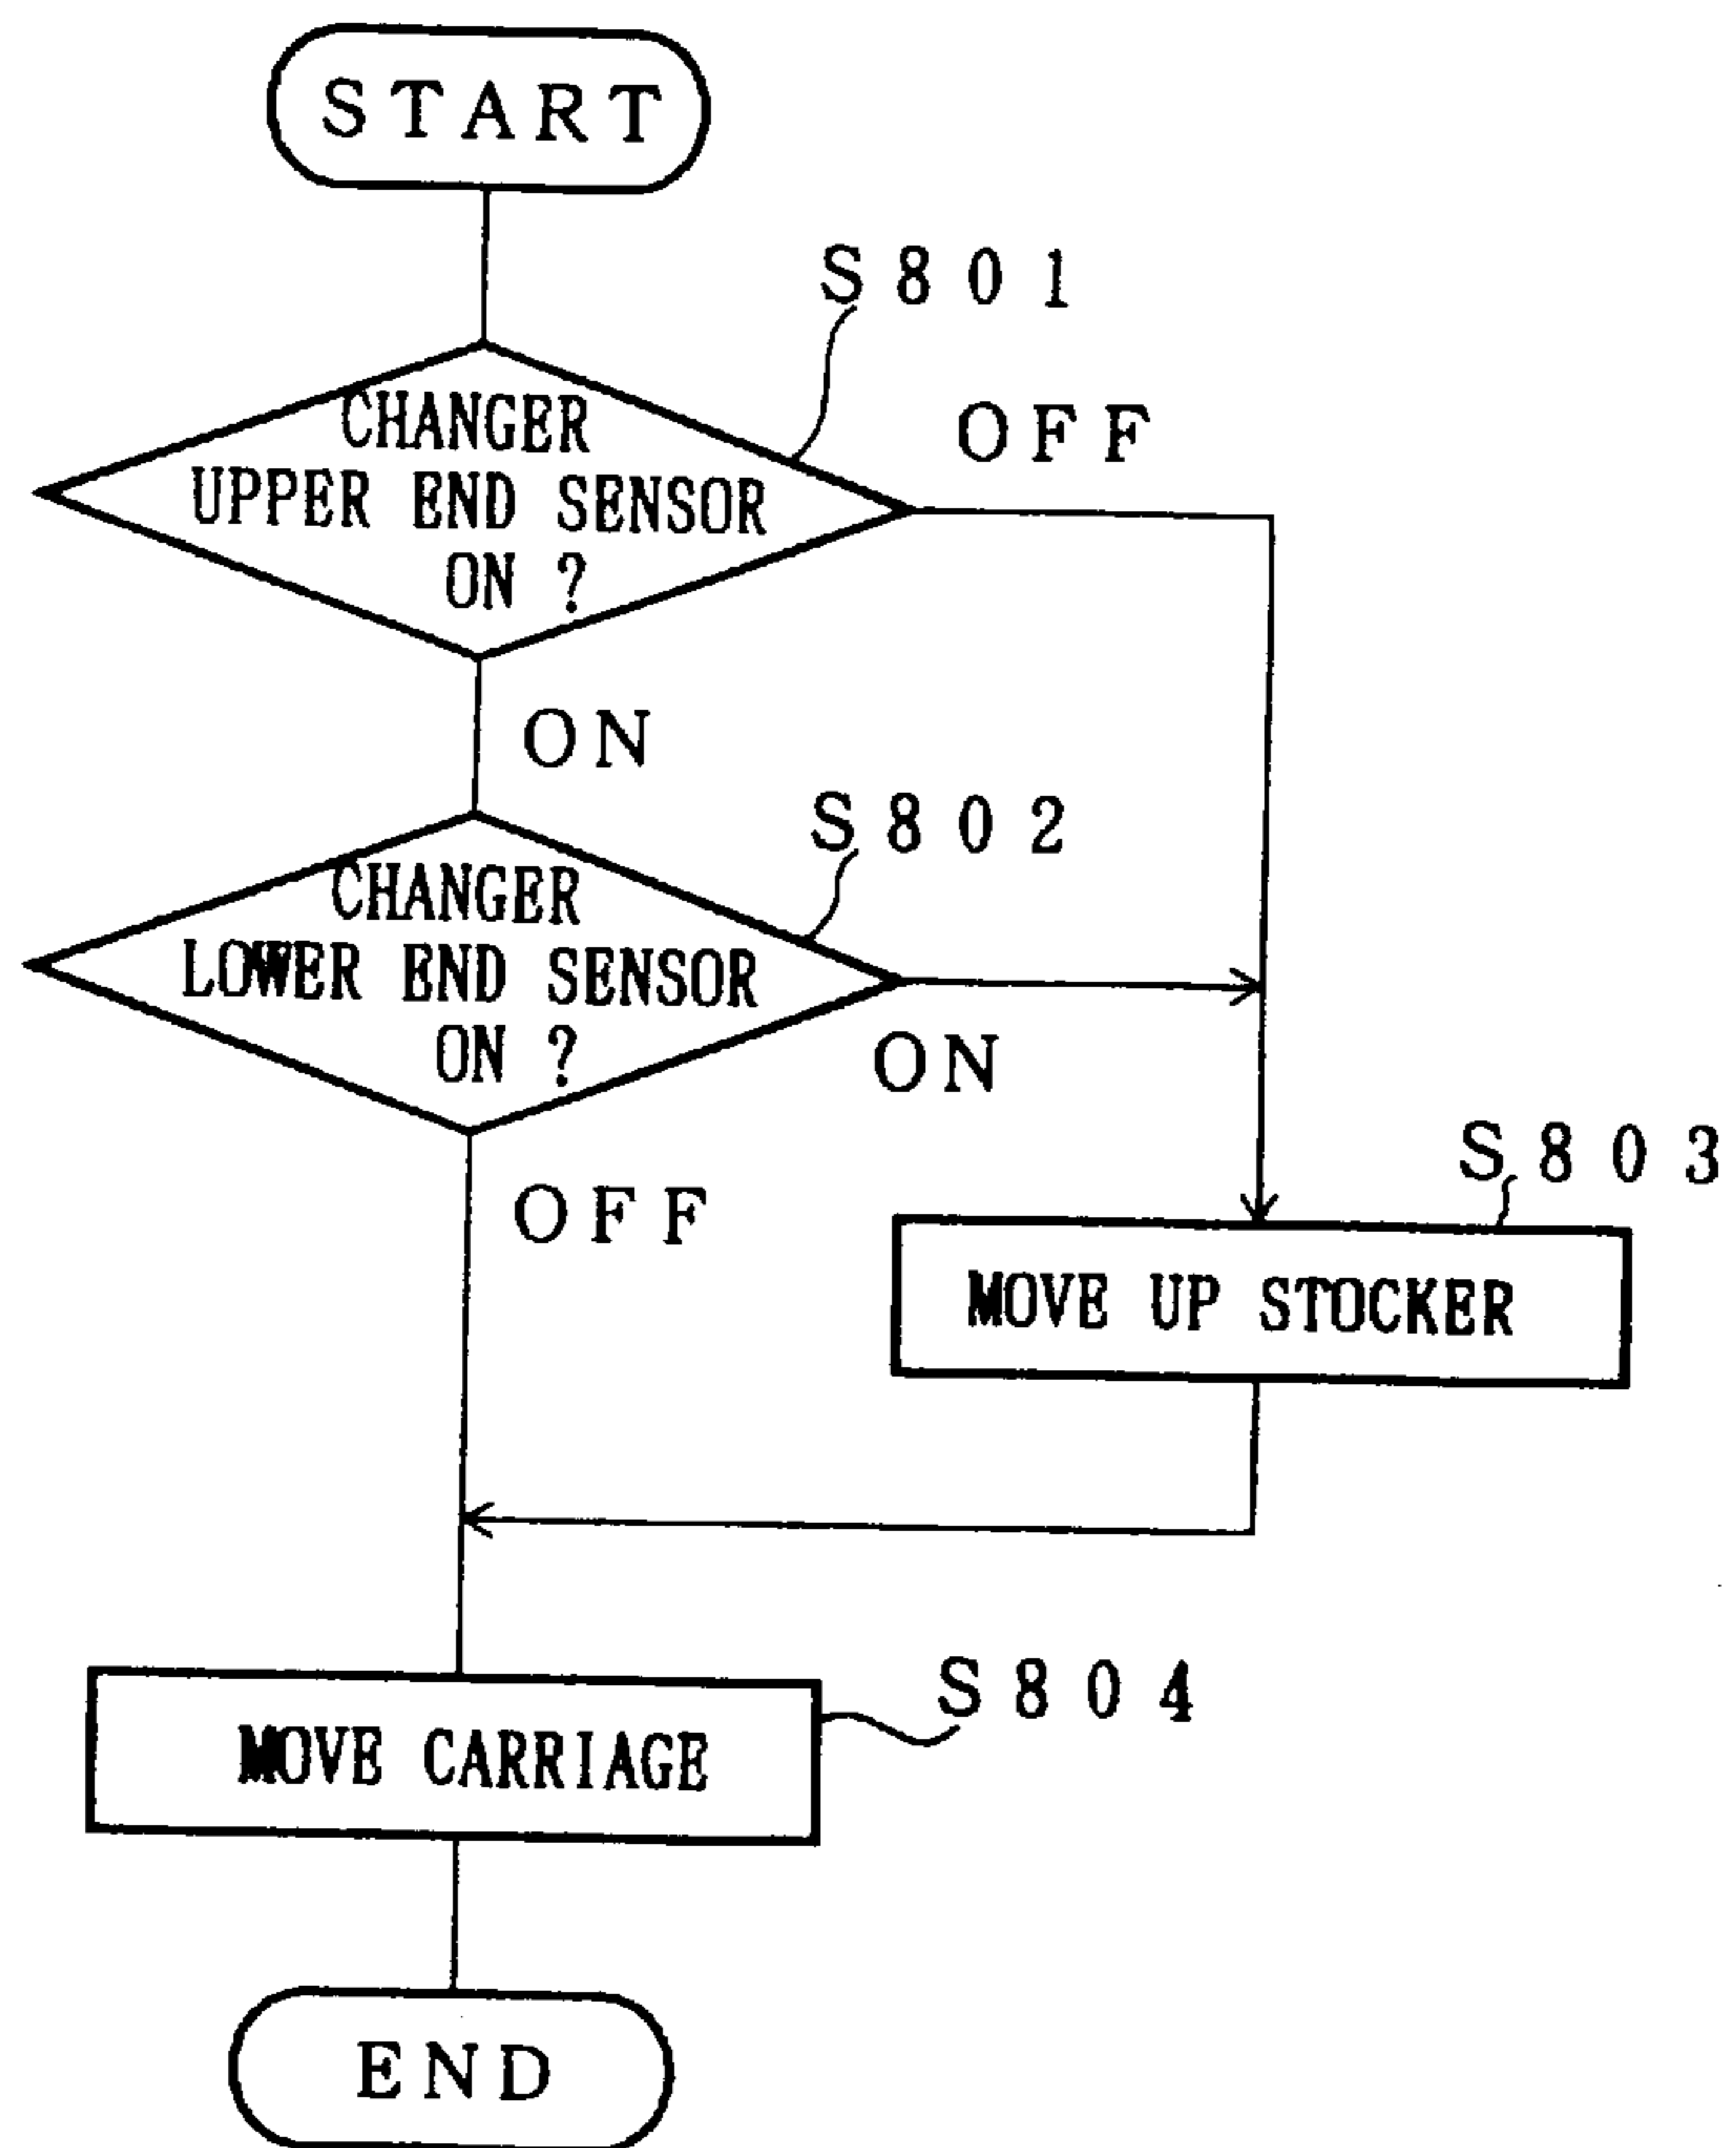 START
S801
CHANGER
UPPER END SENSOR
ON ?
OFF
ON
S802
CHANGER
LOWER END SENSOR
ON ?
ON
OFF
S803
MOVE UP STOCKER
S804
MOVE CARRIAGE
END